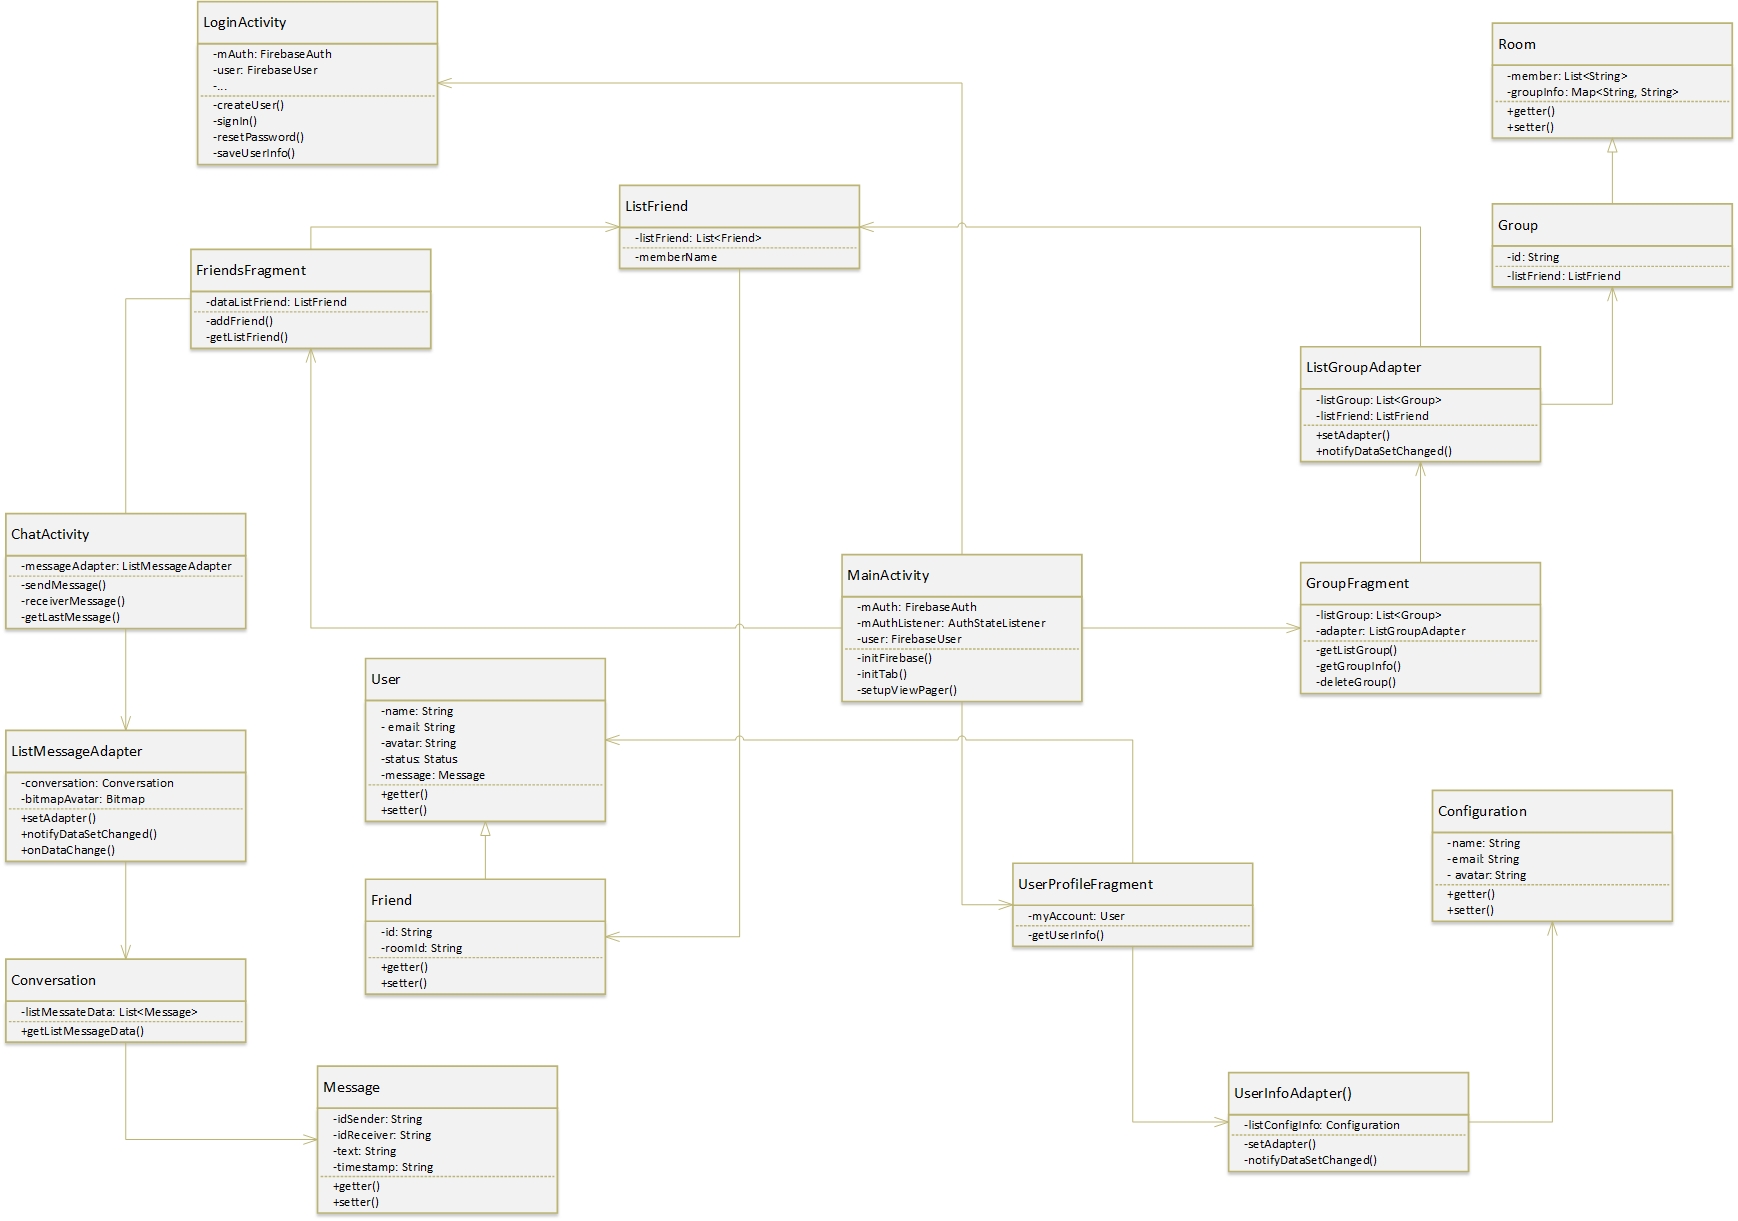 LoginActivity
-mAuth: FirebaseAuth
-user: FirebaseUser
-...
-createUser()
-signIn()
-resetPassword()
-saveUserInfo()
Room
-member: List<String>
-groupInfo: Map<String, String>
+getter()
+setter()
ListFriend
-listFriend: List<Friend>
-memberName
Group
-id: String
-listFriend: ListFriend
FriendsFragment
-dataListFriend: ListFriend
-addFriend()
-getListFriend()
ListGroupAdapter
-listGroup: List<Group>
-listFriend: ListFriend
+setAdapter()
+notifyDataSetChanged()
ChatActivity
-messageAdapter: ListMessageAdapter
-sendMessage()
-receiverMessage()
-getLastMessage()
MainActivity
-mAuth: FirebaseAuth
-mAuthListener: AuthStateListener
-user: FirebaseUser
-initFirebase()
-initTab()
-setupViewPager()
GroupFragment
-listGroup: List<Group>
-adapter: ListGroupAdapter
-getListGroup()
-getGroupInfo()
-deleteGroup()
User
-name: String
- email: String
-avatar: String
-status: Status
-message: Message
+getter()
+setter()
ListMessageAdapter
-conversation: Conversation
-bitmapAvatar: Bitmap
+setAdapter()
+notifyDataSetChanged()
+onDataChange()
Configuration
-name: String
-email: String
- avatar: String
+getter()
+setter()
UserProfileFragment
-myAccount: User
-getUserInfo()
Friend
-id: String
-roomId: String
+getter()
+setter()
Conversation
-listMessateData: List<Message>
+getListMessageData()
Message
-idSender: String
-idReceiver: String
-text: String
-timestamp: String
+getter()
+setter()
UserInfoAdapter()
-listConfigInfo: Configuration
-setAdapter()
-notifyDataSetChanged()